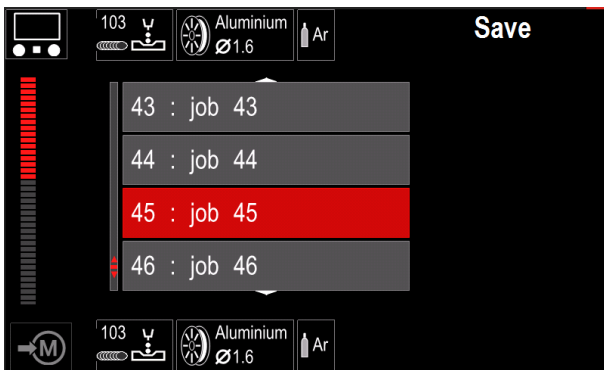 103
Aluminium
Ø1.6
Ar
Save
43 : job 43
44 : job 44
45 : job 45
46 : job 46
M
103
Aluminium
Ø1.6
Ar